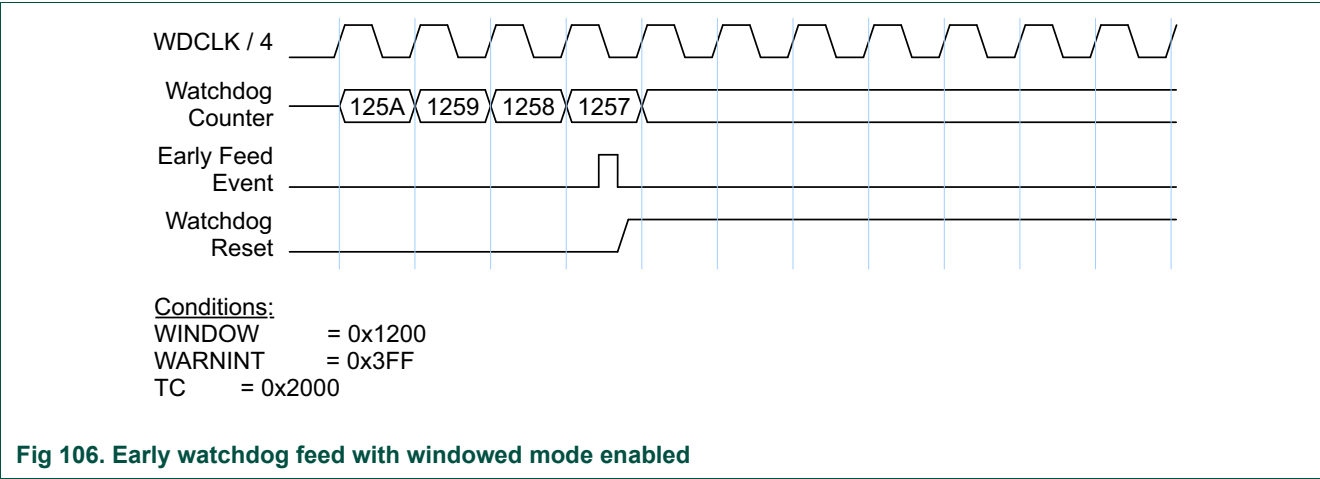 WDCLK / 4
Watchdog
Counter
125A 1259 1258 1257
Early Feed
Event
Watchdog
Reset
Conditions:
WINDOW = 0x1200
WARNINT = 0x3FF
TC = 0x2000
Fig 106. Early watchdog feed with windowed mode enabled